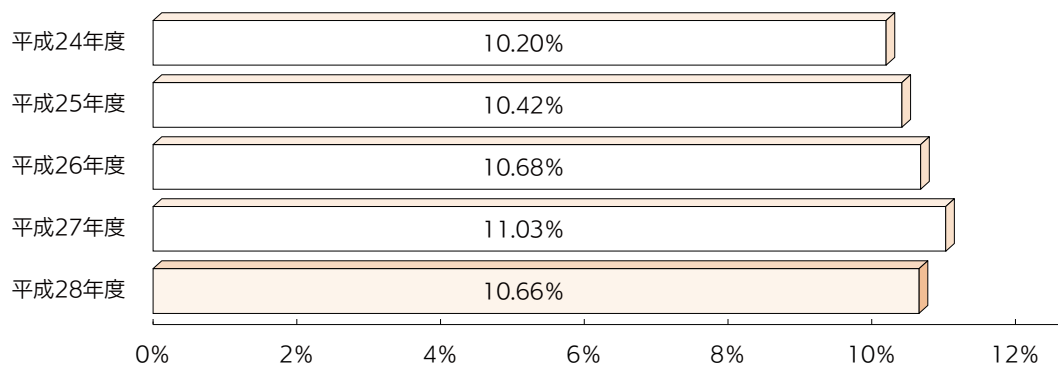 平成24年度 10.20%
平成25年度 10.42%
平成26年度 10.68%
平成27年度 11.03%
平成28年度 10.66%
0% 2% 4% 6% 8% 10% 12%